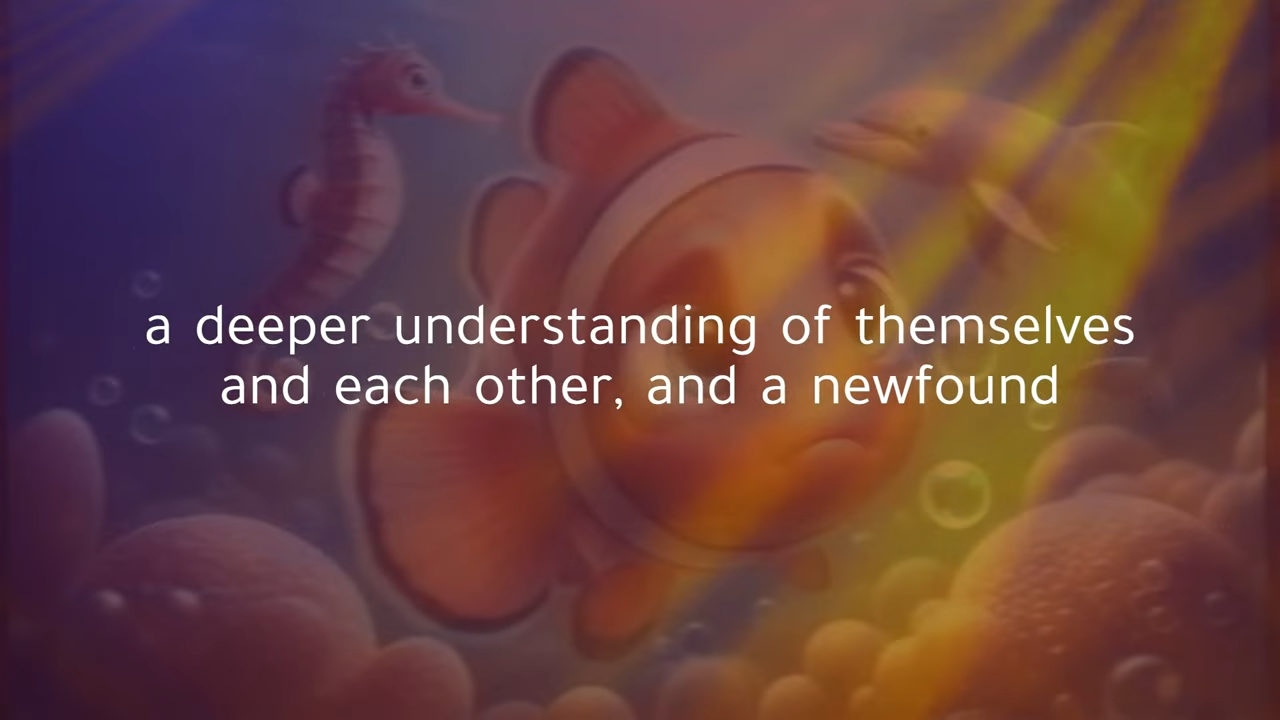 a deeper understanding of themselves
and each other, and a newfound